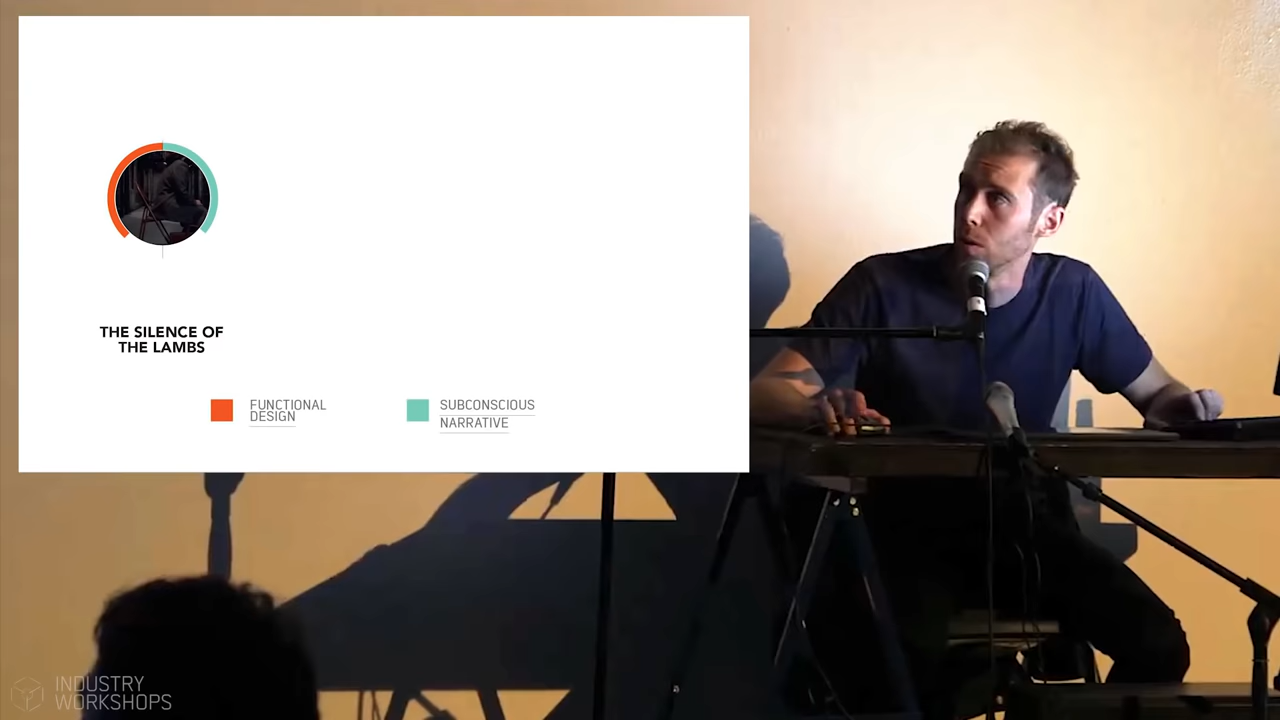 THE SILENCE OF
THE LAMBS
FUNCTIONAL
DESIGN
SUBCONSCIOUS
NARRATIVE
INDUSTRY
WORKSHOPS